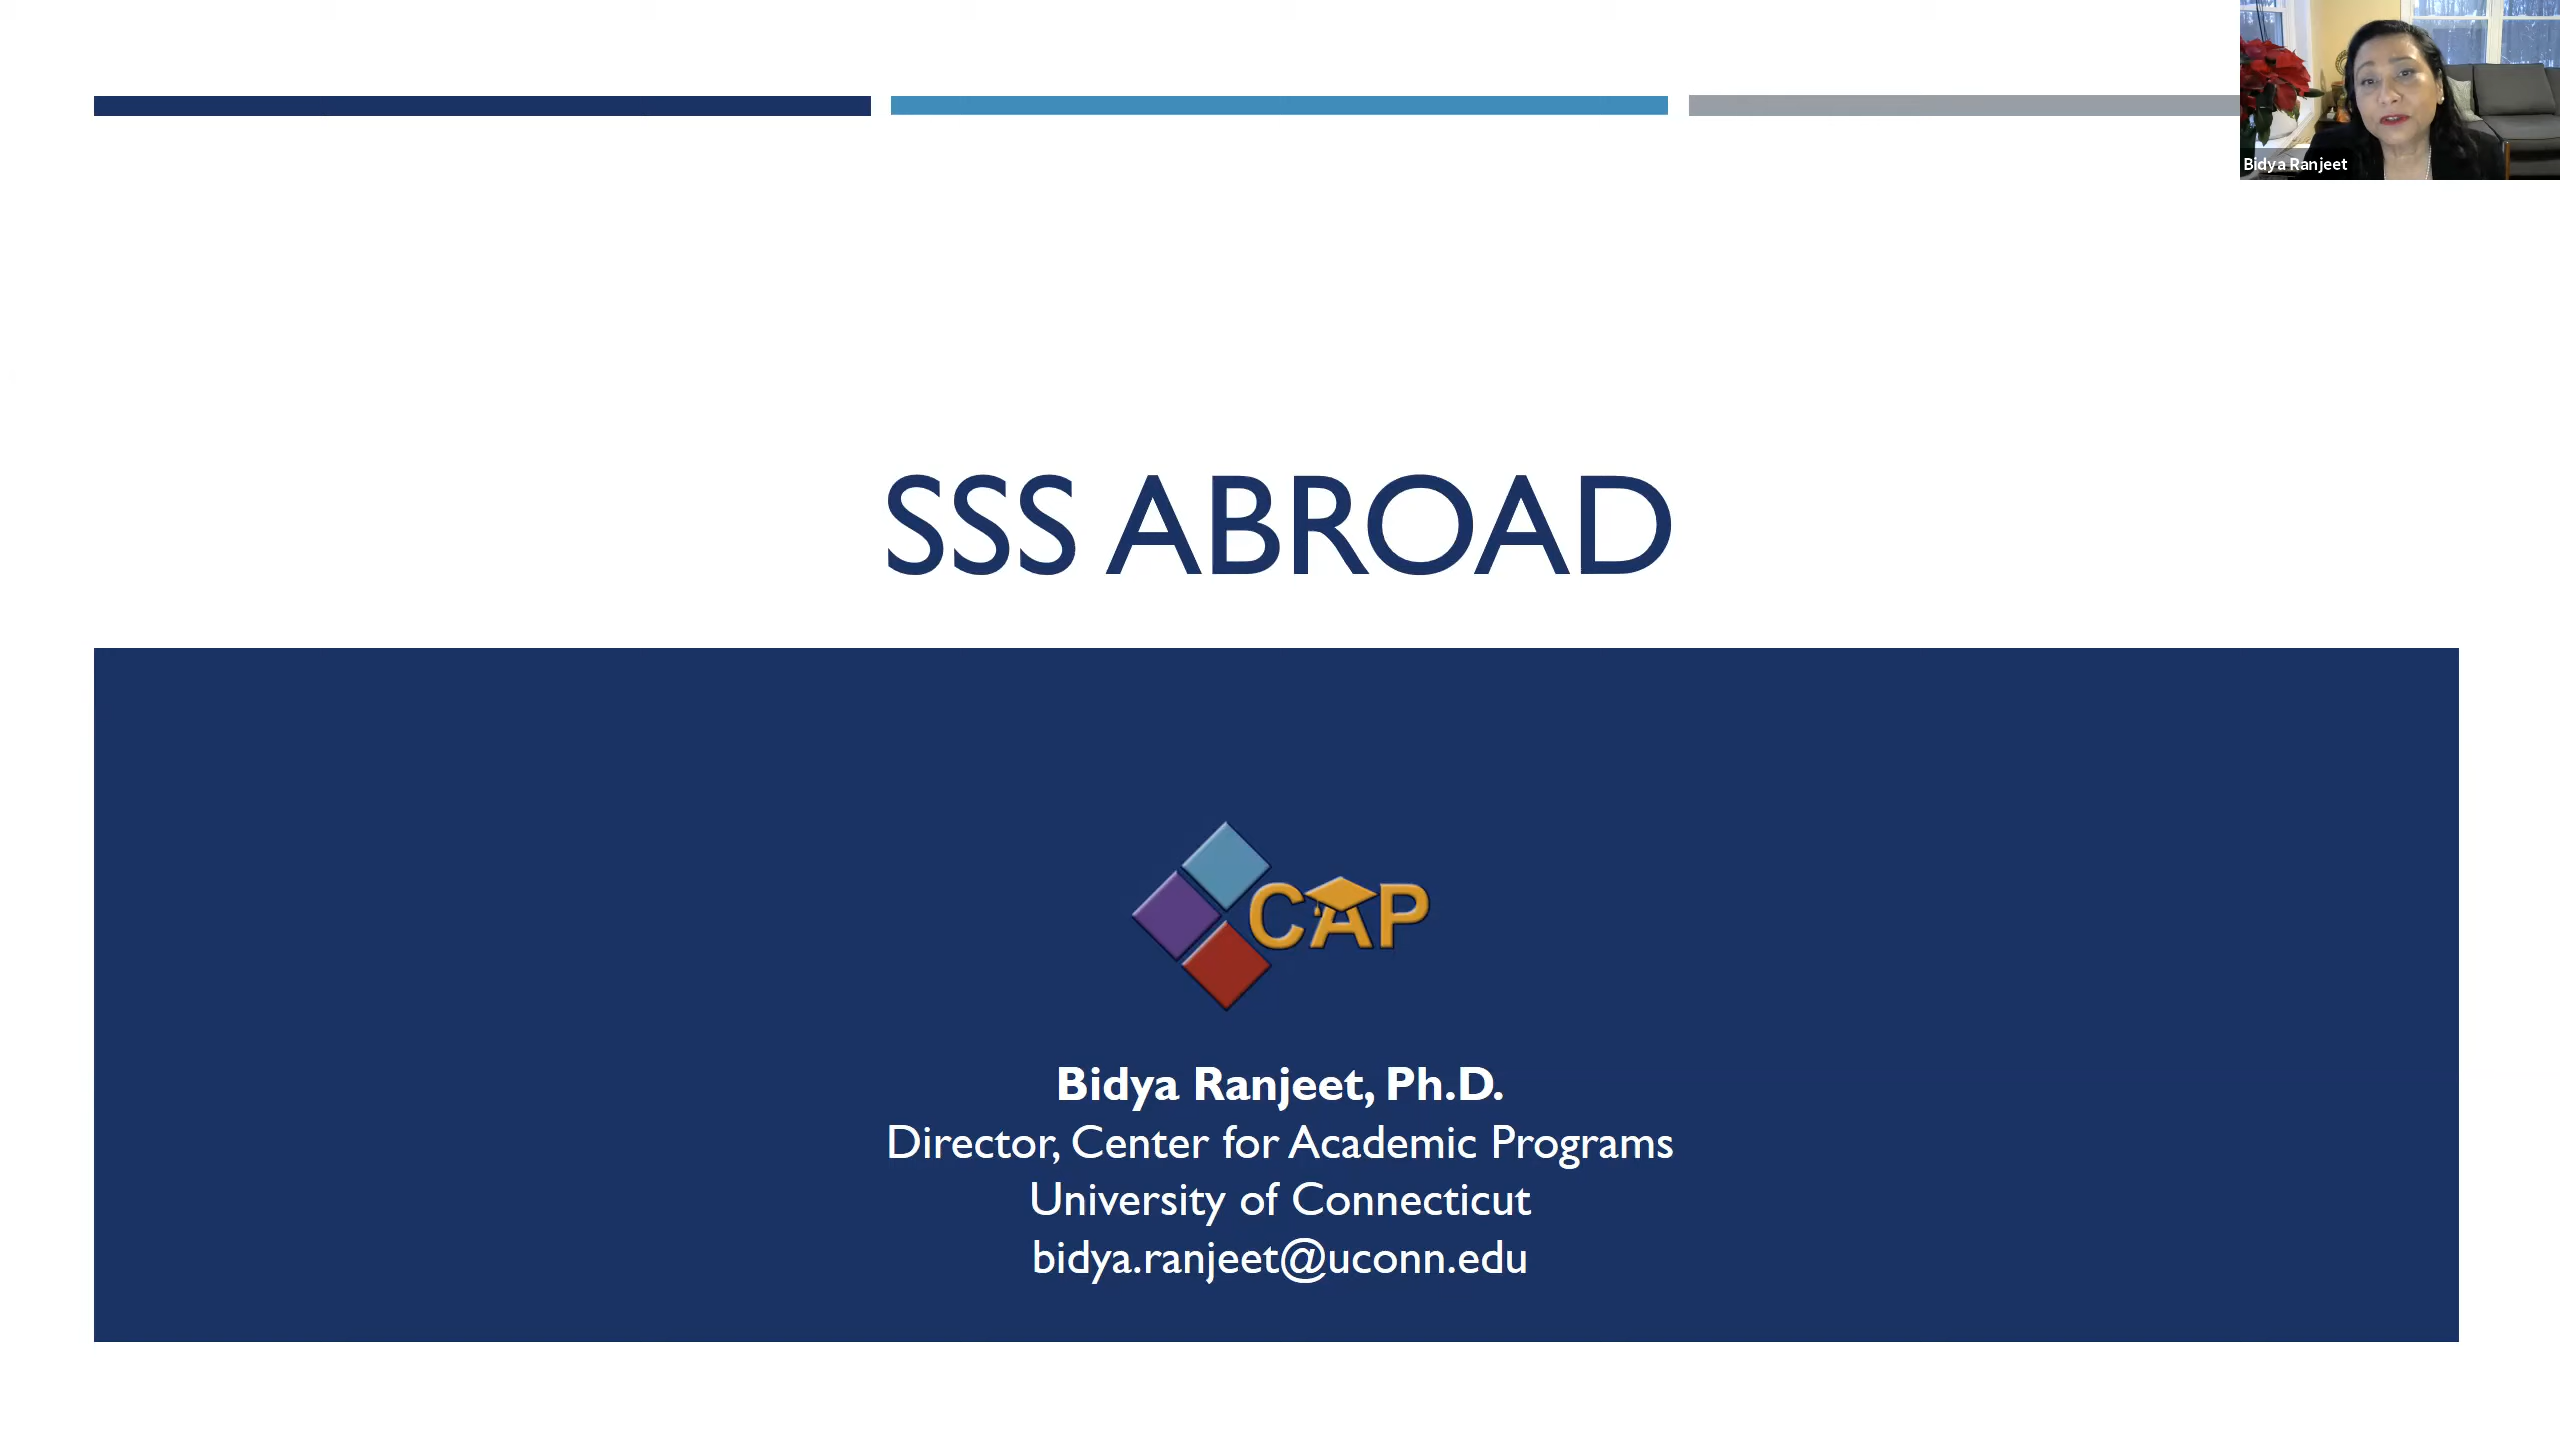 Bidya Ranjeet
SSS ABROAD
CAP
Bidya Ranjeet, Ph.D.
Director, Center for Academic Programs
University of Connecticut
bidya.ranjeet@uconn.edu